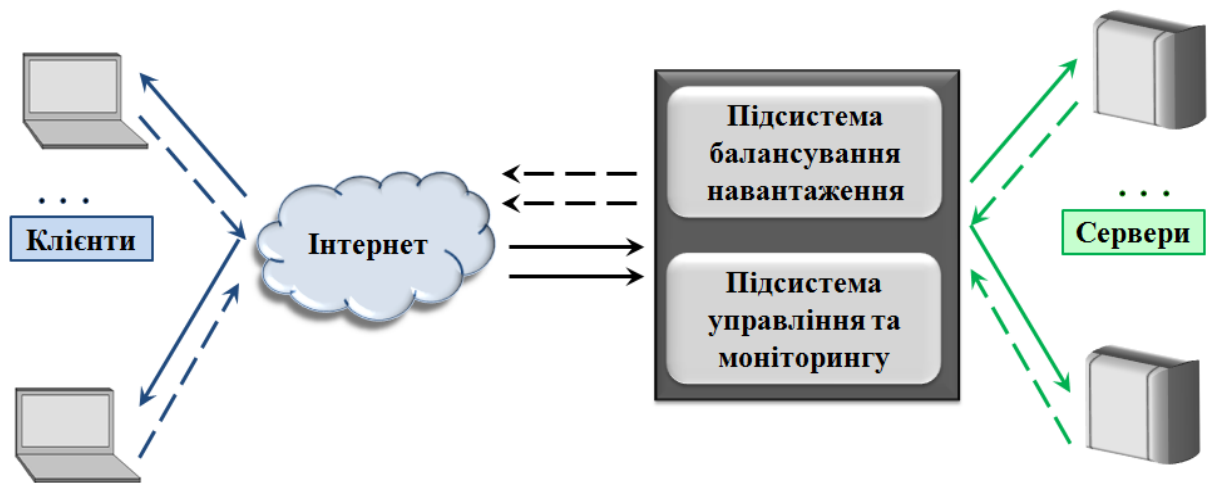 . . .
Клієнти
Інтернет
Підсистема
балансування
навантаження
Підсистема
управління та
моніторингу
. . .
Сервери